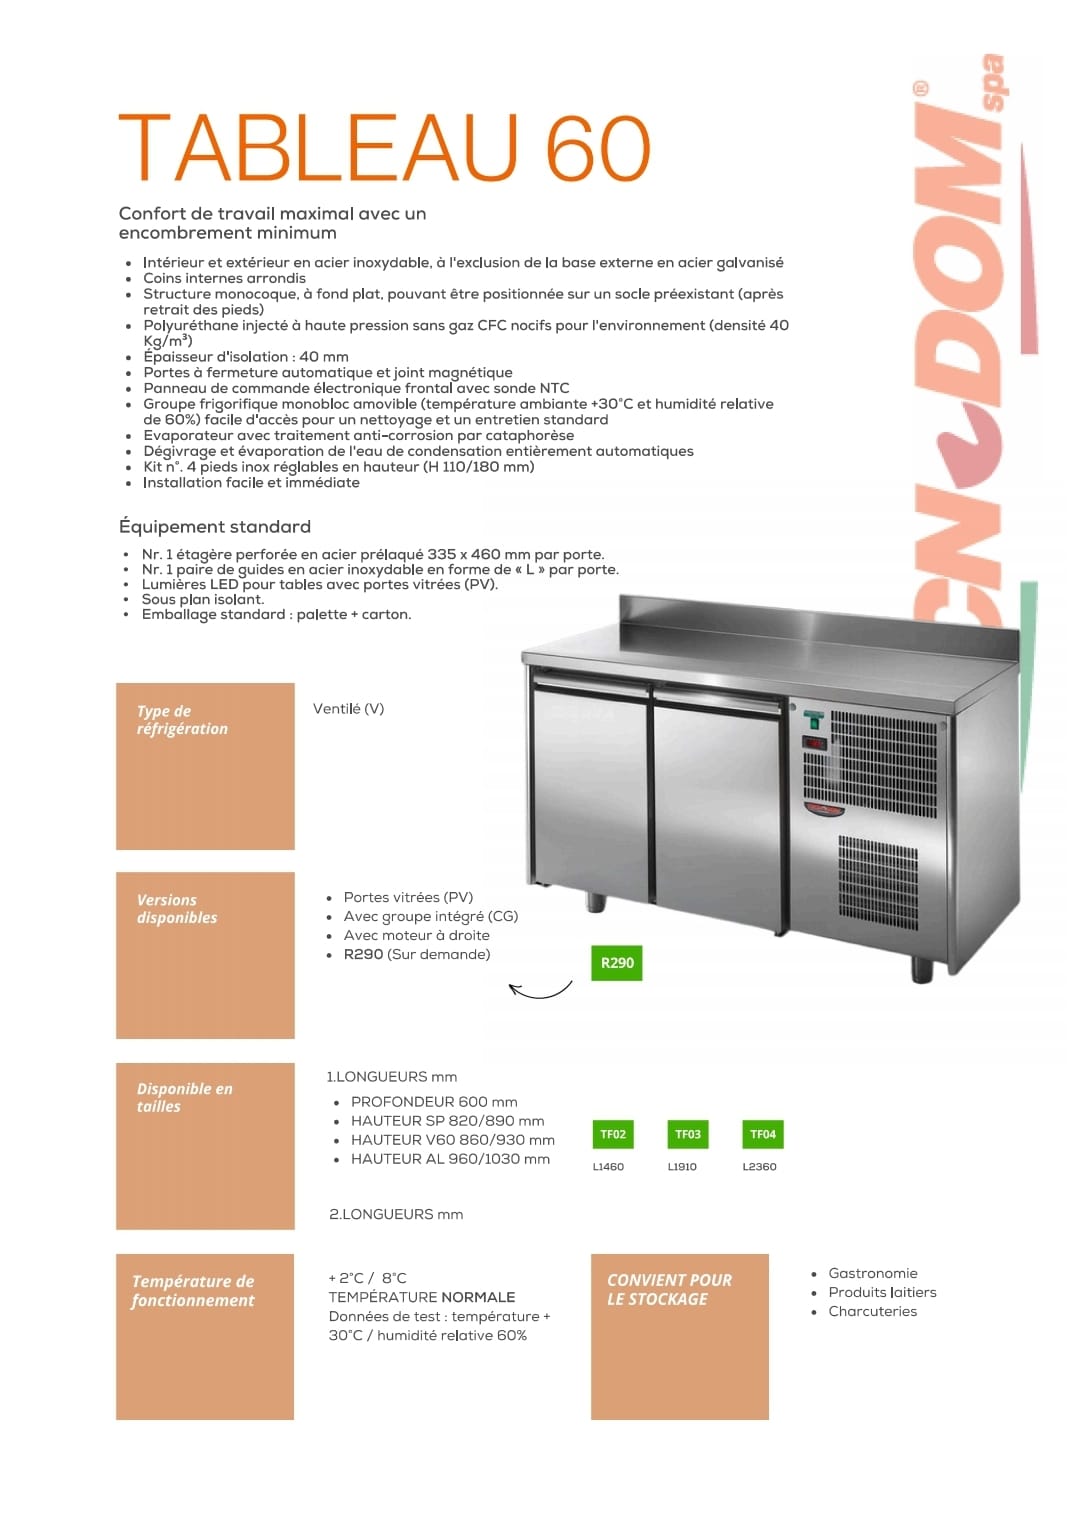 TABLEAU 60
Confort de travail maximal avec un
encombrement minimum
• Intérieur et extérieur en acier inoxydable, à l'exclusion de la base externe en acier galvanisé
• Coins internes arrondis
• Structure monocoque, à fond plat, pouvant être positionnée sur un socle préexistant (après
retrait des pieds)
• Polyuréthane injecté à haute pression sans gaz CFC nocifs pour l'environnement (densité 40
Kg/m³)
• Épaisseur d'isolation : 40 mm
• Portes à fermeture automatique et joint magnétique
• Panneau de commande électronique frontal avec sonde NTC
• Groupe frigorifique monobloc amovible (température ambiante +30°C et humidité relative
de 60%) facile d'accès pour un nettoyage et un entretien standard
• Evaporateur avec traitement anti-corrosion par cataphorèse
• Dégivrage et évaporation de l'eau de condensation entièrement automatiques
• Kit n°. 4 pieds inox réglables en hauteur (H 110/180 mm)
• Installation facile et immédiate
Équipement standard
• Nr. 1 étagère perforée en acier prélaqué 335 x 460 mm par porte.
• Nr. 1 paire de guides en acier inoxydable en forme de « L » par porte.
• Lumières LED pour tables avec portes vitrées (PV).
• Sous plan isolant.
• Emballage standard : palette + carton.
CN DOM® spa
Type de
réfrigération
Ventilé (V)
Versions
disponibles
• Portes vitrées (PV)
• Avec groupe intégré (CG)
• Avec moteur à droite
• R290 (Sur demande)
R290
Disponible en
tailles
1.LONGUEURS mm
• PROFONDEUR 600 mm
• HAUTEUR SP 820/890 mm
• HAUTEUR V60 860/930 mm
• HAUTEUR AL 960/1030 mm
TF02 TF03 TF04
L1460 L1910 L2360
2.LONGUEURS mm
Température de
fonctionnement
+ 2°C / 8°C
TEMPÉRATURE NORMALE
Données de test : température +
30°C / humidité relative 60%
CONVIENT POUR
LE STOCKAGE
• Gastronomie
• Produits laitiers
• Charcuteries